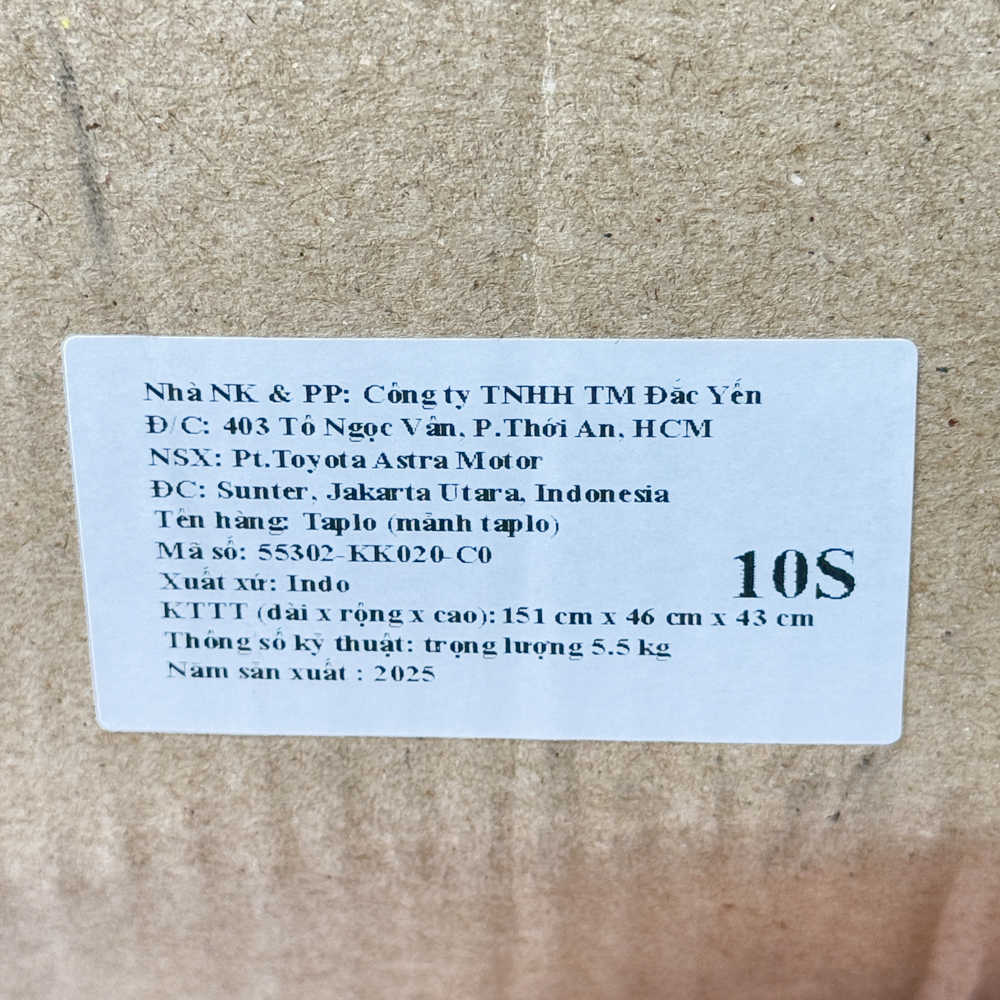 Nhà NK & PP: Công ty TNHH TM Đắc Yến
Đ/C: 403 Tô Ngọc Vân, P.Thới An, HCM
NSX: Pt.Toyota Astra Motor
ĐC: Sunter, Jakarta Utara, Indonesia
Tên hàng: Taplo (mảnh taplo)
Mã số: 55302-KK020-C0
10S
Xuất xứ: Indo
KTTT (dài x rộng x cao): 151 cm x 46 cm x 43 cm
Thông số kỹ thuật: trọng lượng 5.5 kg
Năm sản xuất : 2025